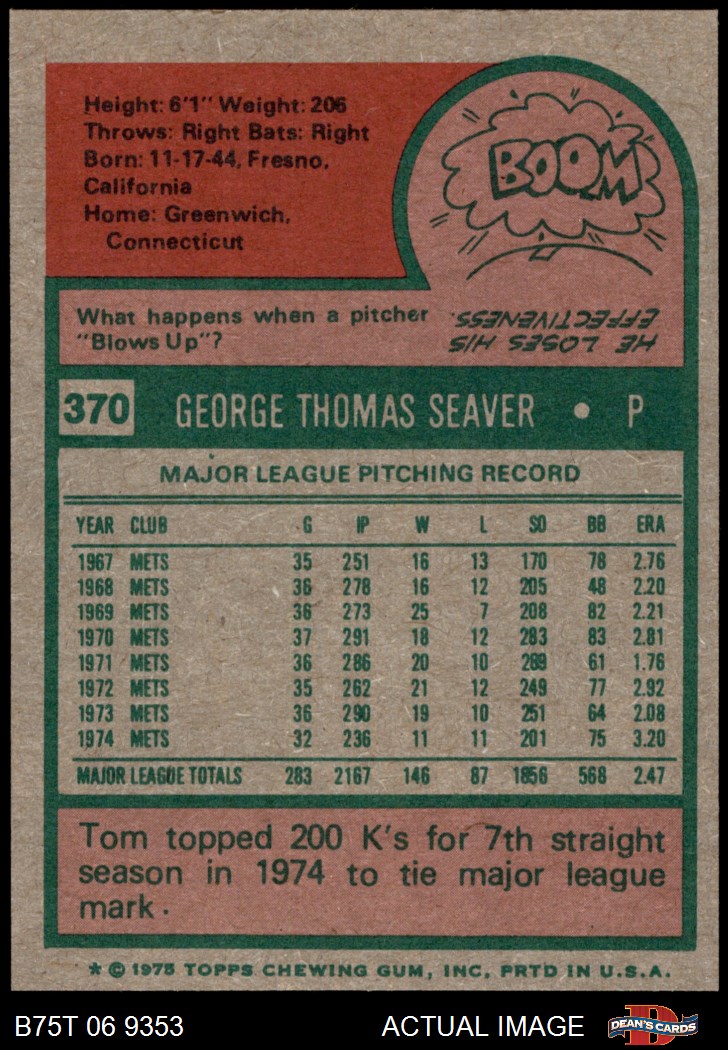 Height: 6'1" Weight: 206
Throws: Right Bats: Right
Born: 11-17-44, Fresno,
California
Home: Greenwich,
Connecticut
BOOM
What happens when a pitcher
"Blows Up"?
HE LOSES HIS
EFFECTIVENESS.
370 GEORGE THOMAS SEAVER • P
MAJOR LEAGUE PITCHING RECORD
YEAR CLUB G IP W L SO BB ERA
1967 METS 35 251 16 13 170 78 2.76
1968 METS 36 278 16 12 205 48 2.20
1969 METS 36 273 25 7 208 82 2.21
1970 METS 37 291 18 12 283 83 2.81
1971 METS 36 286 20 10 289 61 1.76
1972 METS 35 262 21 12 249 77 2.92
1973 METS 36 290 19 10 251 64 2.08
1974 METS 32 236 11 11 201 75 3.20
MAJOR LEAGUE TOTALS 283 2167 146 87 1856 568 2.47
Tom topped 200 K's for 7th straight
season in 1974 to tie major league
mark.
* © 1975 TOPPS CHEWING GUM, INC. PRTD IN U.S.A.
B75T 06 9353 ACTUAL IMAGE DEAN'S CARDS